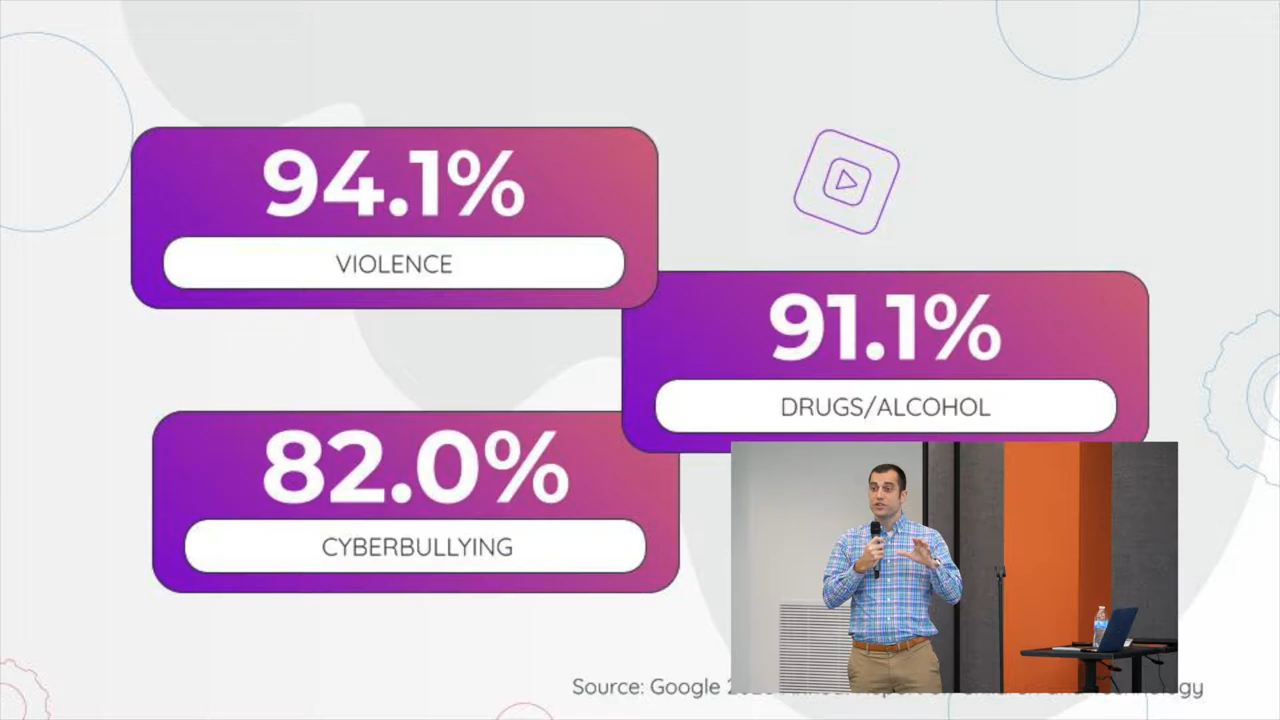 94.1%
VIOLENCE
91.1%
DRUGS/ALCOHOL
82.0%
CYBERBULLYING
Source: Google